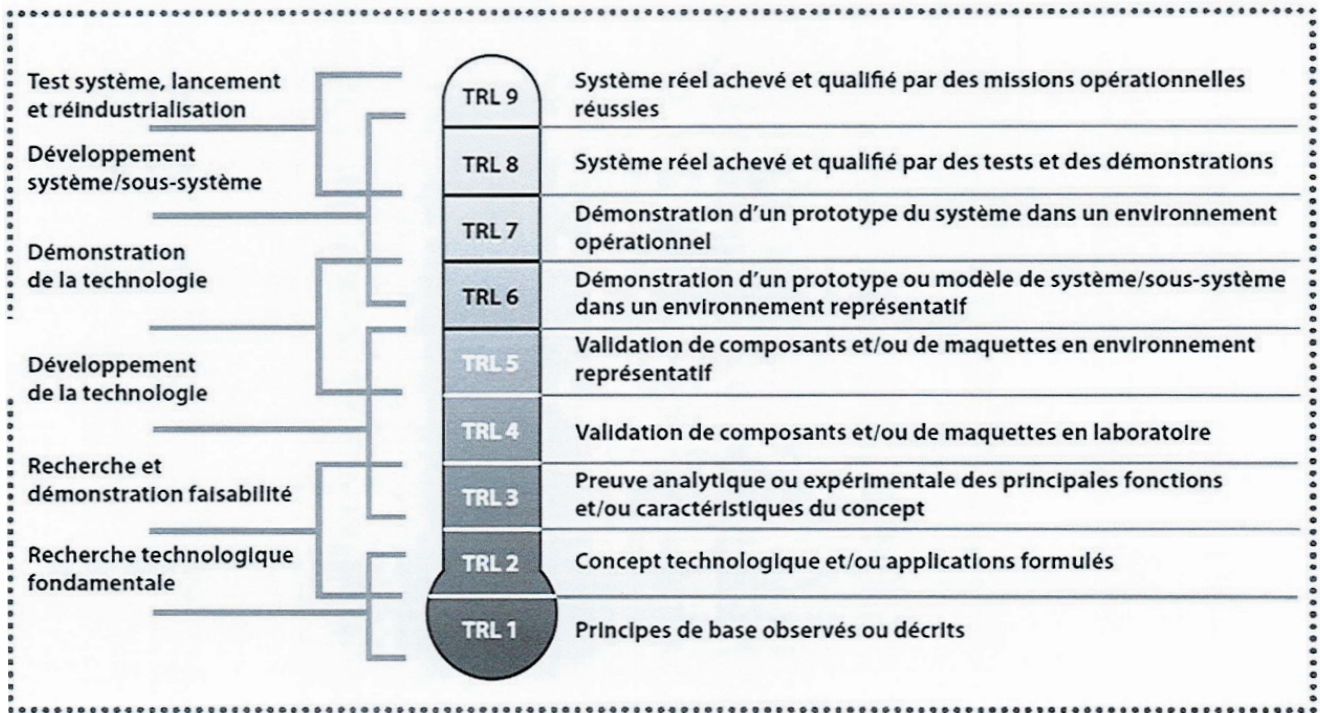 Test système, lancement
et réindustrialisation
Développement
système/sous-système
Démonstration
de la technologie
Développement
de la technologie
Recherche et
démonstration faisabilité
Recherche technologique
fondamentale
TRL 9
Système réel achevé et qualifié par des missions opérationnelles
réussies
TRL 8
Système réel achevé et qualifié par des tests et des démonstrations
TRL 7
Démonstration d'un prototype du système dans un environnement
opérationnel
TRL 6
Démonstration d'un prototype ou modèle de système/sous-système
dans un environnement représentatif
TRL 5
Validation de composants et/ou de maquettes en environnement
représentatif
TRL 4
Validation de composants et/ou de maquettes en laboratoire
TRL 3
Preuve analytique ou expérimentale des principales fonctions
et/ou caractéristiques du concept
TRL 2
Concept technologique et/ou applications formulés
TRL 1
Principes de base observés ou décrits